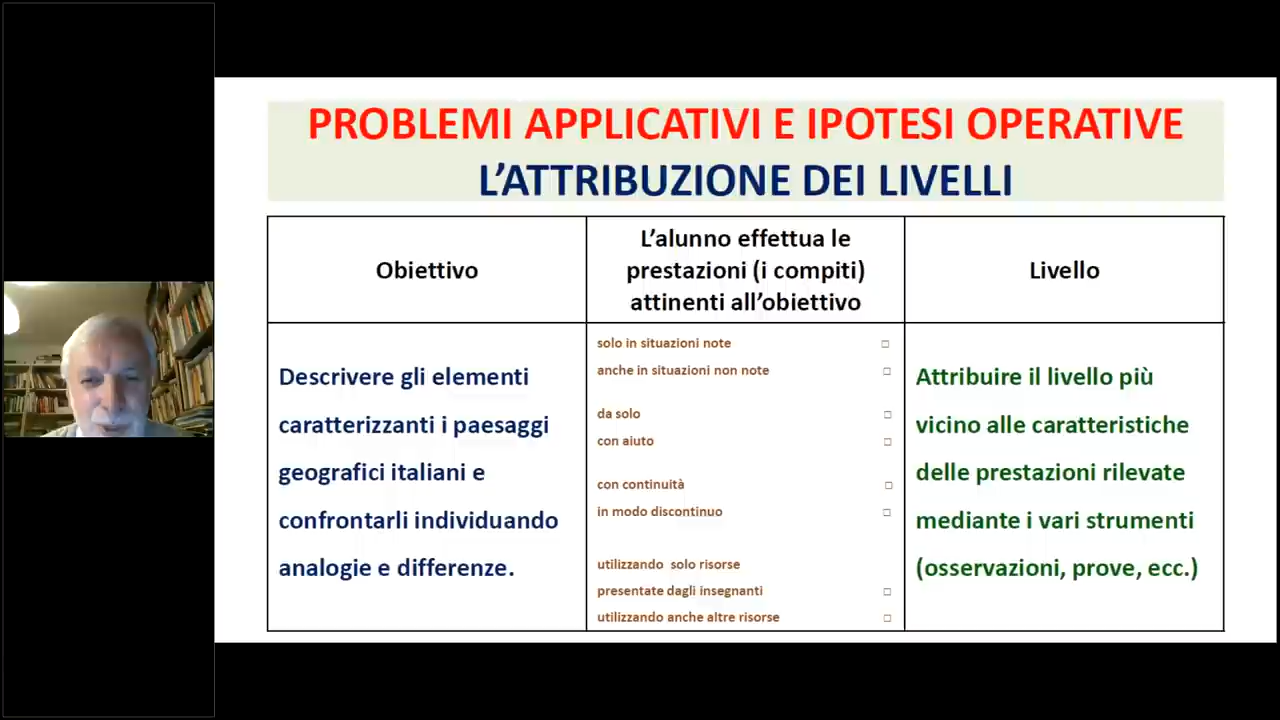 PROBLEMI APPLICATIVI E IPOTESI OPERATIVE
L’ATTRIBUZIONE DEI LIVELLI
Obiettivo
L’alunno effettua le
prestazioni (i compiti)
attinenti all’obiettivo
Livello
Descrivere gli elementi
caratterizzanti i paesaggi
geografici italiani e
confrontarli individuando
analogie e differenze.
solo in situazioni note □
anche in situazioni non note □
da solo □
con aiuto □
con continuità □
in modo discontinuo □
utilizzando solo risorse
presentate dagli insegnanti □
utilizzando anche altre risorse □
Attribuire il livello più
vicino alle caratteristiche
delle prestazioni rilevate
mediante i vari strumenti
(osservazioni, prove, ecc.)